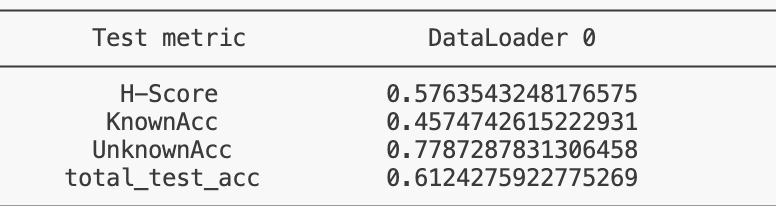 Test metric DataLoader 0
H-Score 0.5763543248176575
KnownAcc 0.4574742615222931
UnknownAcc 0.7787287831306458
total_test_acc 0.6124275922775269